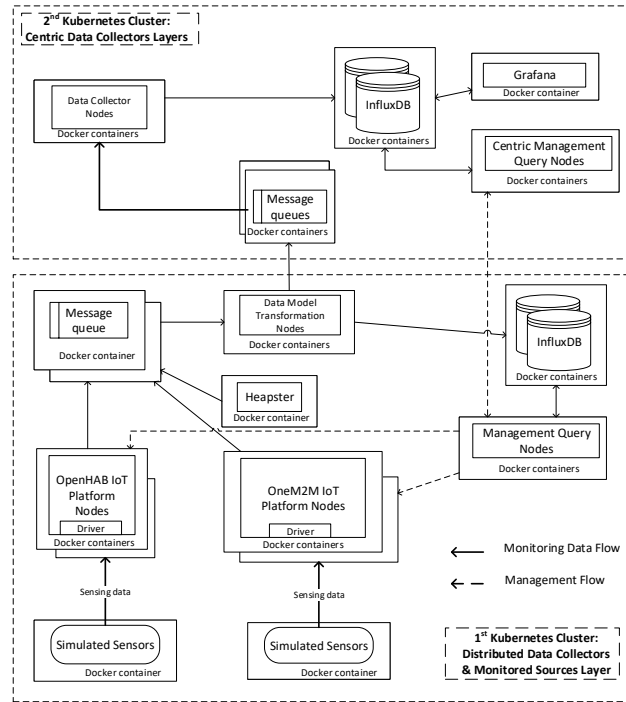 2nd Kubernetes Cluster:
Centric Data Collectors Layers
Data Collector
Nodes
Docker containers
InfluxDB
Docker containers
Grafana
Docker container
Centric Management
Query Nodes
Docker containers
Message
queues
Docker containers
Message
queue
Docker container
Data Model
Transformation
Nodes
Docker containers
InfluxDB
Docker containers
Heapster
Docker container
Management Query
Nodes
Docker containers
OpenHAB IoT
Platform
Nodes
Driver
Docker containers
OneM2M IoT
Platform Nodes
Driver
Docker containers
Monitoring Data Flow
Management Flow
Sensing data
Sensing data
Simulated Sensors
Docker container
Simulated Sensors
Docker container
1st Kubernetes Cluster:
Distributed Data Collectors
& Monitored Sources Layer